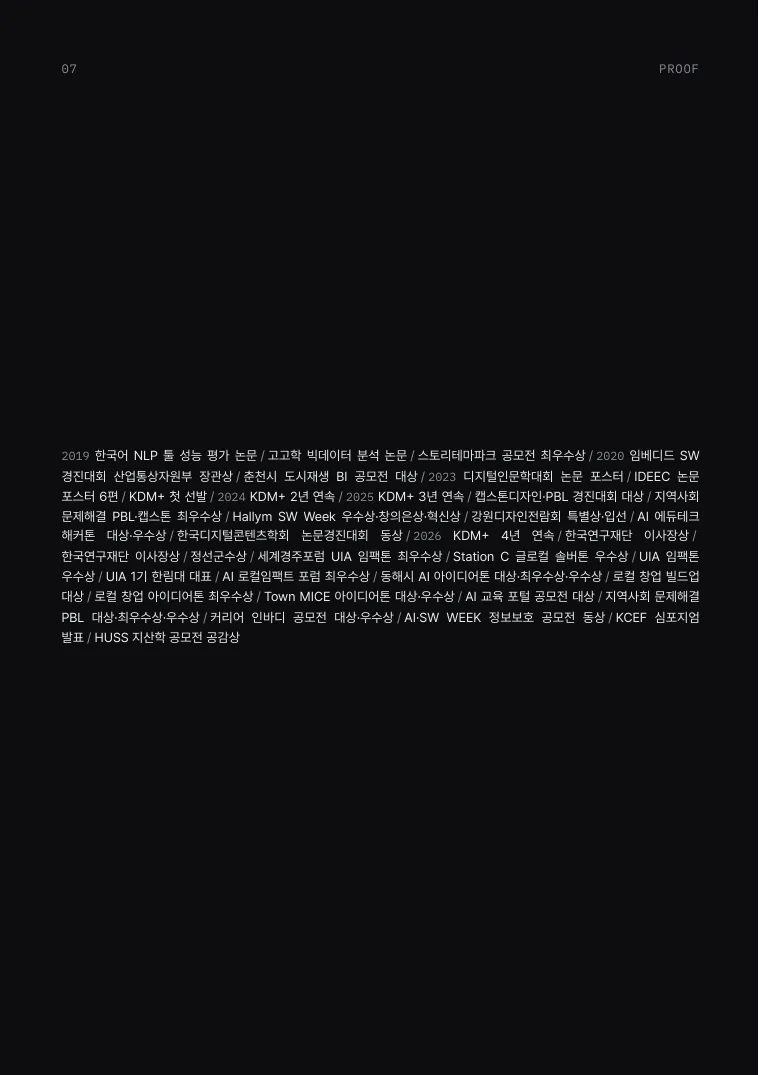 07
PROOF
2019 한국어 NLP 툴 성능 평가 논문 / 고고학 빅데이터 분석 논문 / 스토리테마파크 공모전 최우수상 / 2020 임베디드 SW
경진대회 산업통상자원부 장관상 / 춘천시 도시재생 BI 공모전 대상 / 2023 디지털인문학대회 논문 포스터 / IDEEC 논문
포스터 6편 / KDM+ 첫 선발 / 2024 KDM+ 2년 연속 / 2025 KDM+ 3년 연속 / 캡스톤디자인·PBL 경진대회 대상 / 지역사회
문제해결 PBL·캡스톤 최우수상 / Hallym SW Week 우수상·창의은상·혁신상 / 강원디자인전람회 특별상·입선 / AI 에듀테크
해커톤 대상·우수상 / 한국디지털콘텐츠학회 논문경진대회 동상 / 2026 KDM+ 4년 연속 / 한국연구재단 이사장상 /
한국연구재단 이사장상 / 정선군수상 / 세계경주포럼 UIA 임팩톤 최우수상 / Station C 글로컬 솔버톤 우수상 / UIA 임팩톤
우수상 / UIA 1기 한림대 대표 / AI 로컬임팩트 포럼 최우수상 / 동해시 AI 아이디어톤 대상·최우수상·우수상 / 로컬 창업 빌드업
대상 / 로컬 창업 아이디어톤 최우수상 / Town MICE 아이디어톤 대상·우수상 / AI 교육 포털 공모전 대상 / 지역사회 문제해결
PBL 대상·최우수상·우수상 / 커리어 인바디 공모전 대상·우수상 / AI·SW WEEK 정보보호 공모전 동상 / KCEF 심포지엄
발표 / HUSS 지산학 공모전 공감상